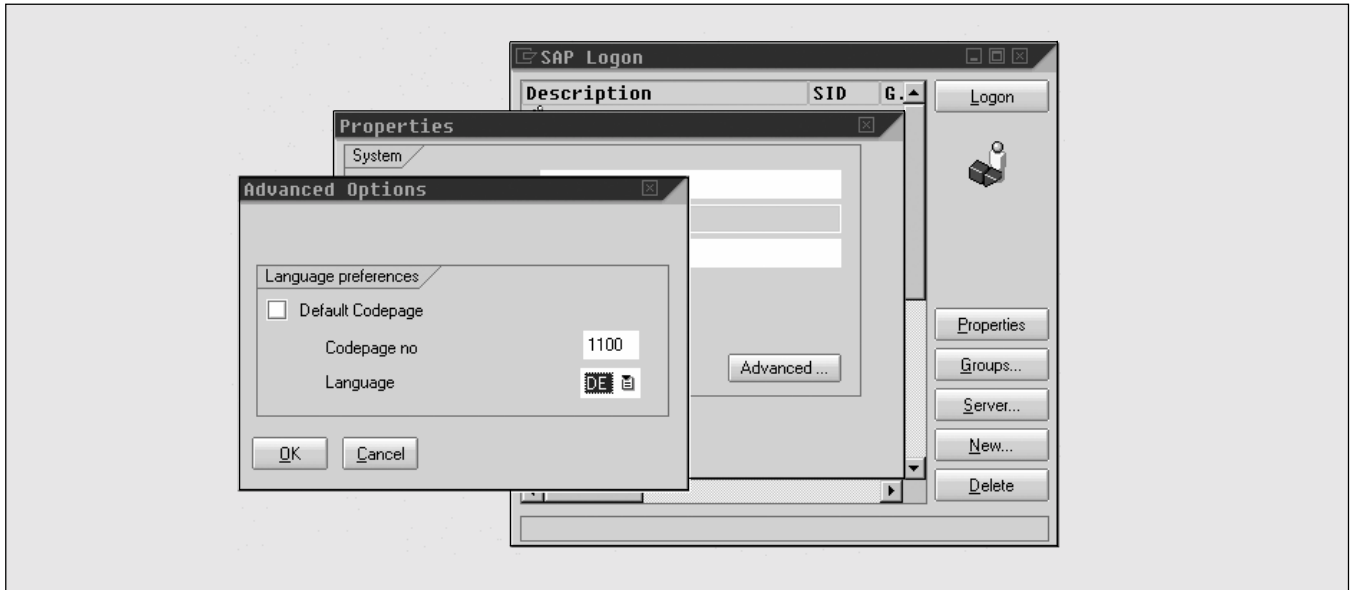 SAP Logon
Description SID G.
Logon
Properties
System
Advanced Options
Language preferences
Default Codepage
Codepage no 1100
Language DE
OK Cancel
Advanced ...
Properties
Groups...
Server...
New...
Delete